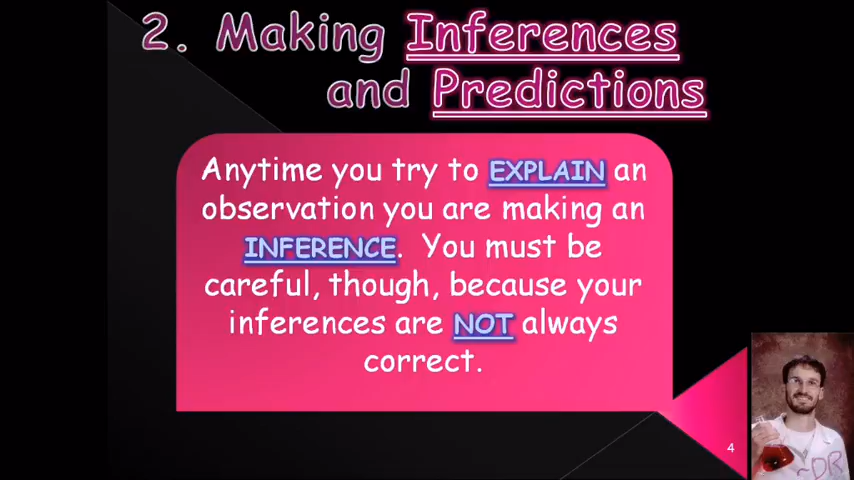 2. Making Inferences
and Predictions
Anytime you try to EXPLAIN an
observation you are making an
INFERENCE. You must be
careful, though, because your
inferences are NOT always
correct.
4
DR